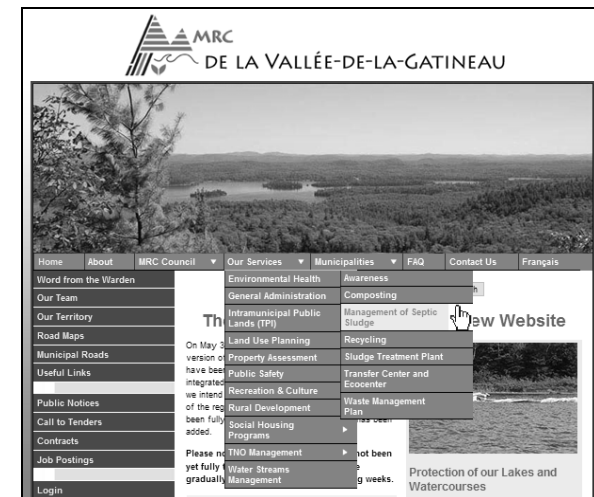 MRC
DE LA VALLÉE-DE-LA-GATINEAU
Home About MRC Council Our Services Municipalities FAQ Contact Us Français
Word from the Warden
Our Team
Our Territory
Road Maps
Municipal Roads
Useful Links
Public Notices
Call to Tenders
Contracts
Job Postings
Login
Environmental Health
General Administration
Intramunicipal Public
Lands (TPI)
Land Use Planning
Property Assessment
Public Safety
Recreation & Culture
Rural Development
Social Housing
Programs
TNO Management
Water Streams
Management
Awareness
Composting
Management of Septic
Sludge
Recycling
Sludge Treatment Plant
Transfer Center and
Ecocenter
Waste Management
Plan
Website
On May
version of
have been
integrated
we intend
of the reg
been fully been
added.
Please not been
yet fully
gradually weeks.
Protection of our Lakes and
Watercourses